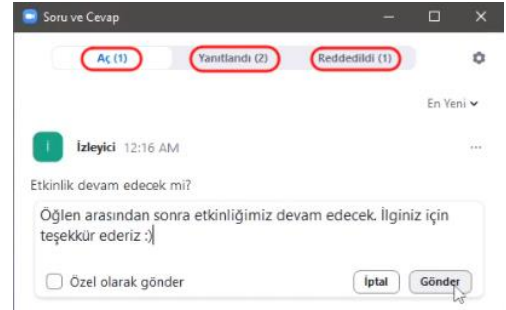 Soru ve Cevap
Aç (1) Yanıtlandı (2) Reddedildi (1)
En Yeni
İ İzleyici 12:16 AM
Etkinlik devam edecek mi?
Öğlen arasından sonra etkinliğimiz devam edecek. İlginiz için
teşekkür ederiz :)
Özel olarak gönder İptal Gönder